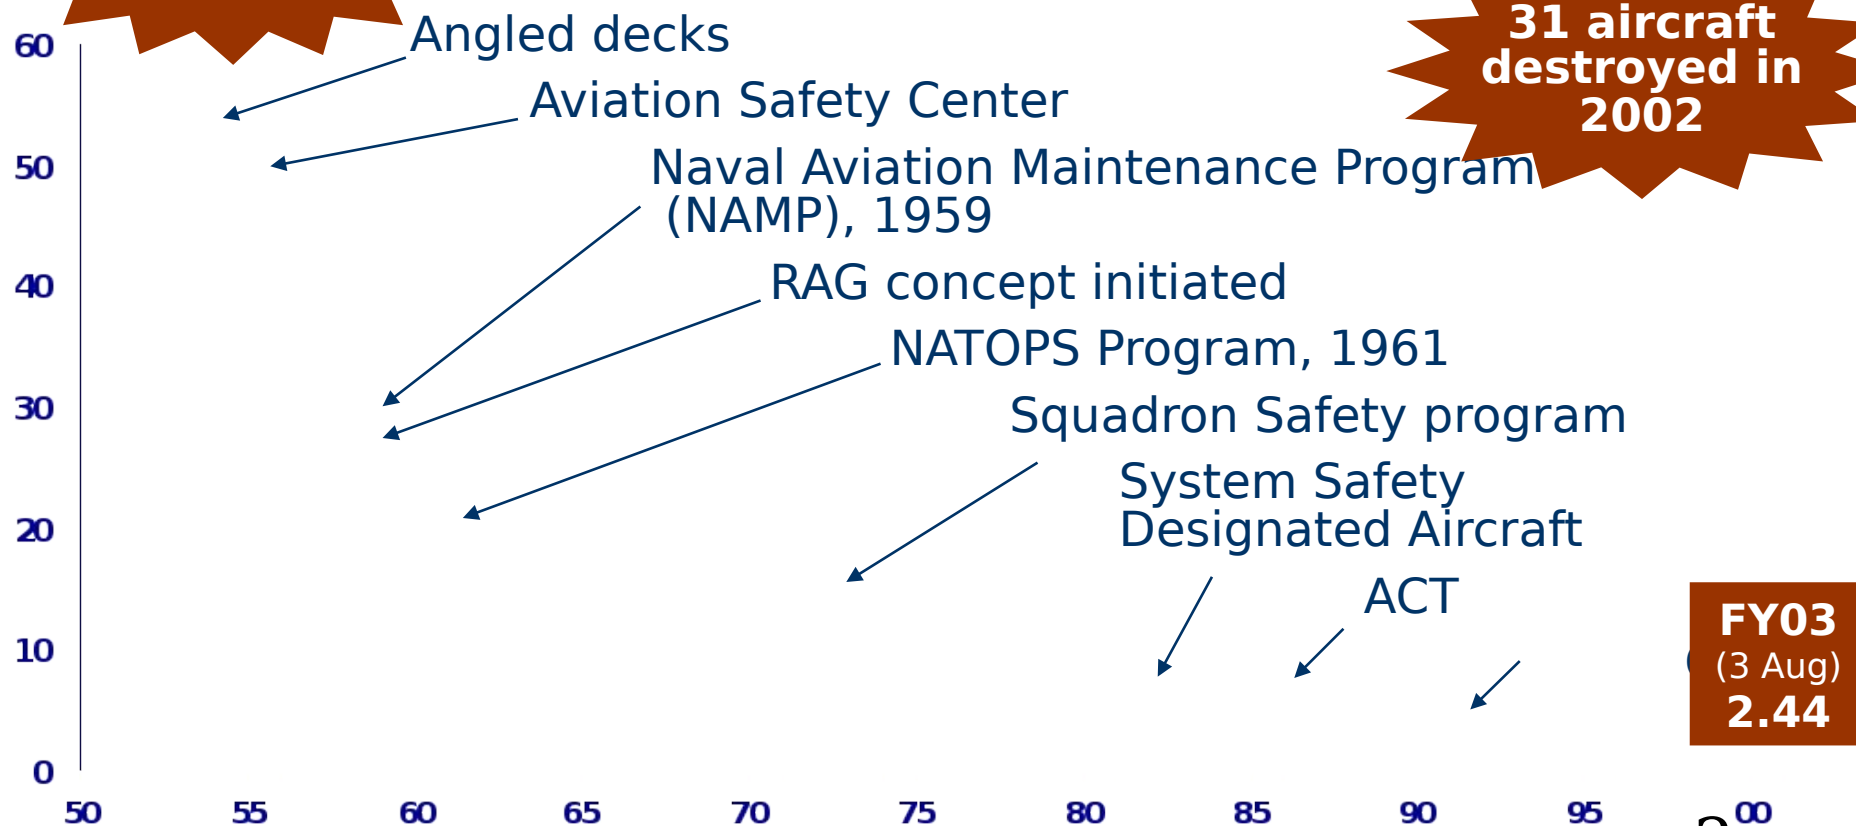 31 aircraft
destroyed in
2002
Angled decks
Aviation Safety Center
Naval Aviation Maintenance Program
(NAMP), 1959
RAG concept initiated
NATOPS Program, 1961
Squadron Safety program
System Safety
Designated Aircraft
ACT
FY03
(3 Aug)
2.44
60
50
40
30
20
10
0
50 55 60 65 70 75 80 85 90 95 00